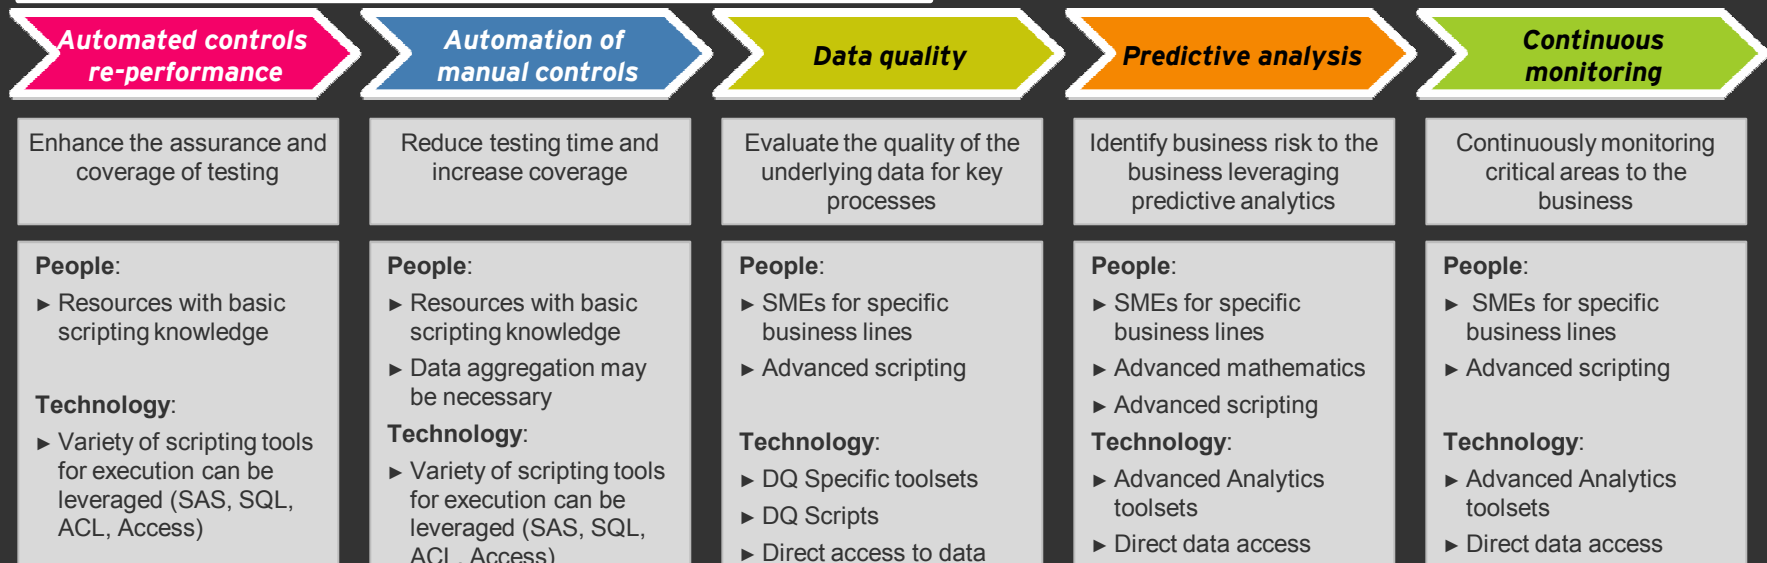 Automated controls
re-performance
Automation of
manual controls
Data quality
Predictive analysis
Continuous
monitoring
Enhance the assurance and
coverage of testing
Reduce testing time and
increase coverage
Evaluate the quality of the
underlying data for key
processes
Identify business risk to the
business leveraging
predictive analytics
Continuously monitoring
critical areas to the
business
People:
► Resources with basic
scripting knowledge
Technology:
► Variety of scripting tools
for execution can be
leveraged (SAS, SQL,
ACL, Access)
People:
► Resources with basic
scripting knowledge
► Data aggregation may
be necessary
Technology:
► Variety of scripting tools
for execution can be
leveraged (SAS, SQL,
ACL, Access)
People:
► SMEs for specific
business lines
► Advanced scripting
Technology:
► DQ Specific toolsets
► DQ Scripts
► Direct access to data
People:
► SMEs for specific
business lines
► Advanced mathematics
► Advanced scripting
Technology:
► Advanced Analytics
toolsets
► Direct data access
People:
► SMEs for specific
business lines
► Advanced scripting
Technology:
► Advanced Analytics
toolsets
► Direct data access